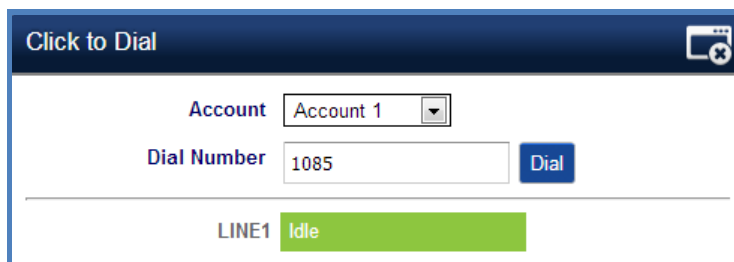 Click to Dial
Account Account 1
Dial Number 1085 Dial
LINE1 Idle